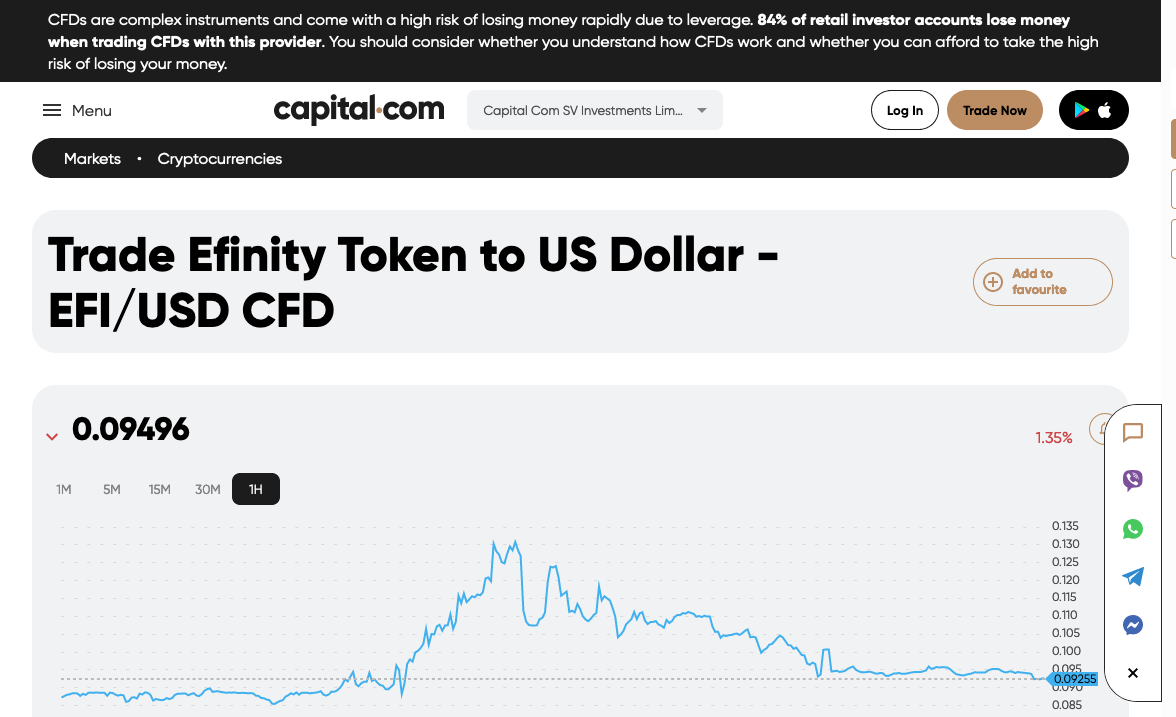 CFDs are complex instruments and come with a high risk of losing money rapidly due to leverage. 84% of retail investor accounts lose money
when trading CFDs with this provider. You should consider whether you understand how CFDs work and whether you can afford to take the high
risk of losing your money.
Menu
capital.com
Capital Com SV Investments Lim...
Log In
Trade Now
Markets • Cryptocurrencies
Trade Efinity Token to US Dollar -
EFI/USD CFD
Add to
favourite
0.09496
1.35%
1M 5M 15M 30M 1H
0.135
0.130
0.125
0.120
0.115
0.110
0.105
0.100
0.095
0.09255
0.090
0.085